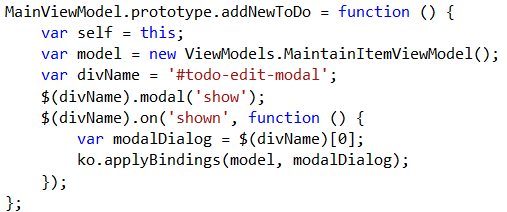 MainViewModel.prototype.addNewToDo = function () {
    var self = this;
    var model = new ViewModels.MaintainItemViewModel();
    var divName = '#todo-edit-modal';
    $(divName).modal('show');
    $(divName).on('shown', function () {
        var modalDialog = $(divName)[0];
        ko.applyBindings(model, modalDialog);
    });
};